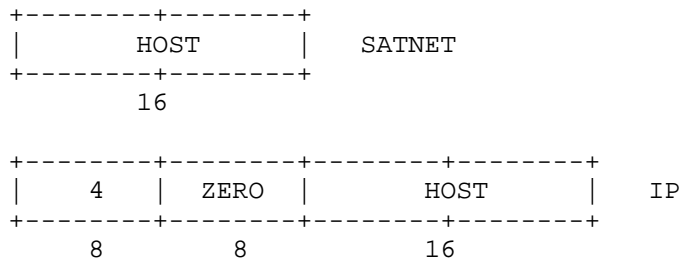 +--------+--------+
|       HOST      |   SATNET
+--------+--------+
        16
+--------+--------+--------+--------+
|   4    |  ZERO  |       HOST      |   IP
+--------+--------+--------+--------+
    8        8            16